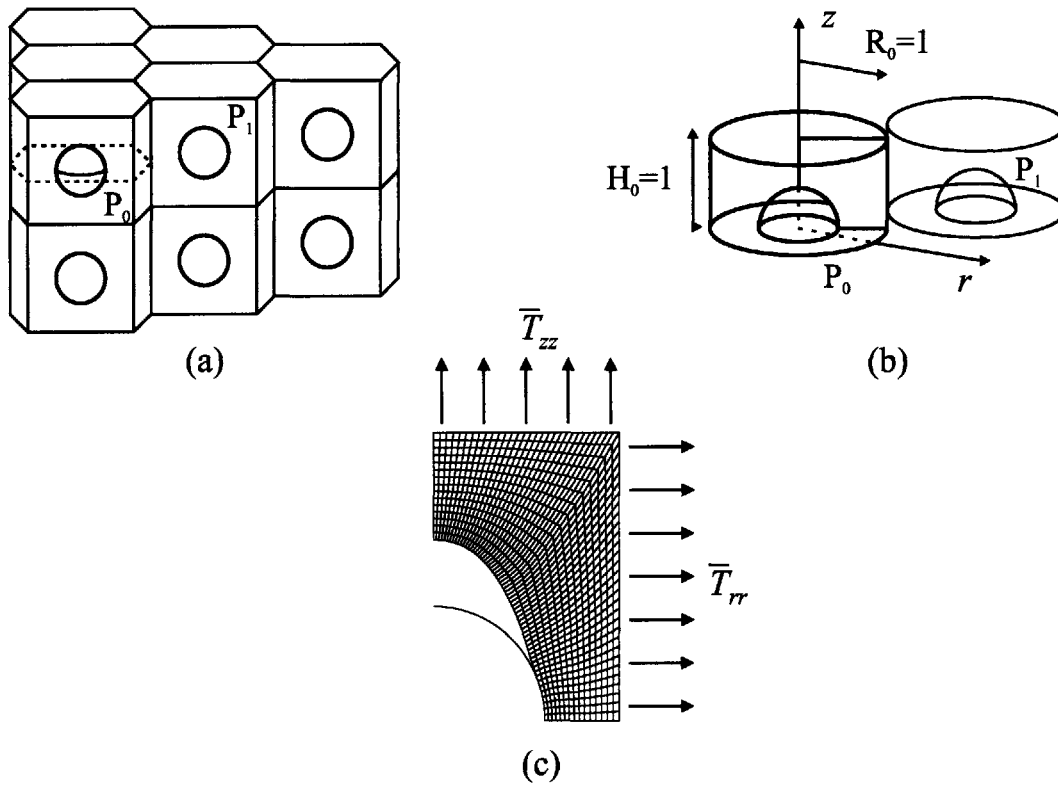 P₁
P₀
(a)
z
R₀=1
H₀=1
P₁
P₀
r
(b)
T̅zz
T̅rr
(c)